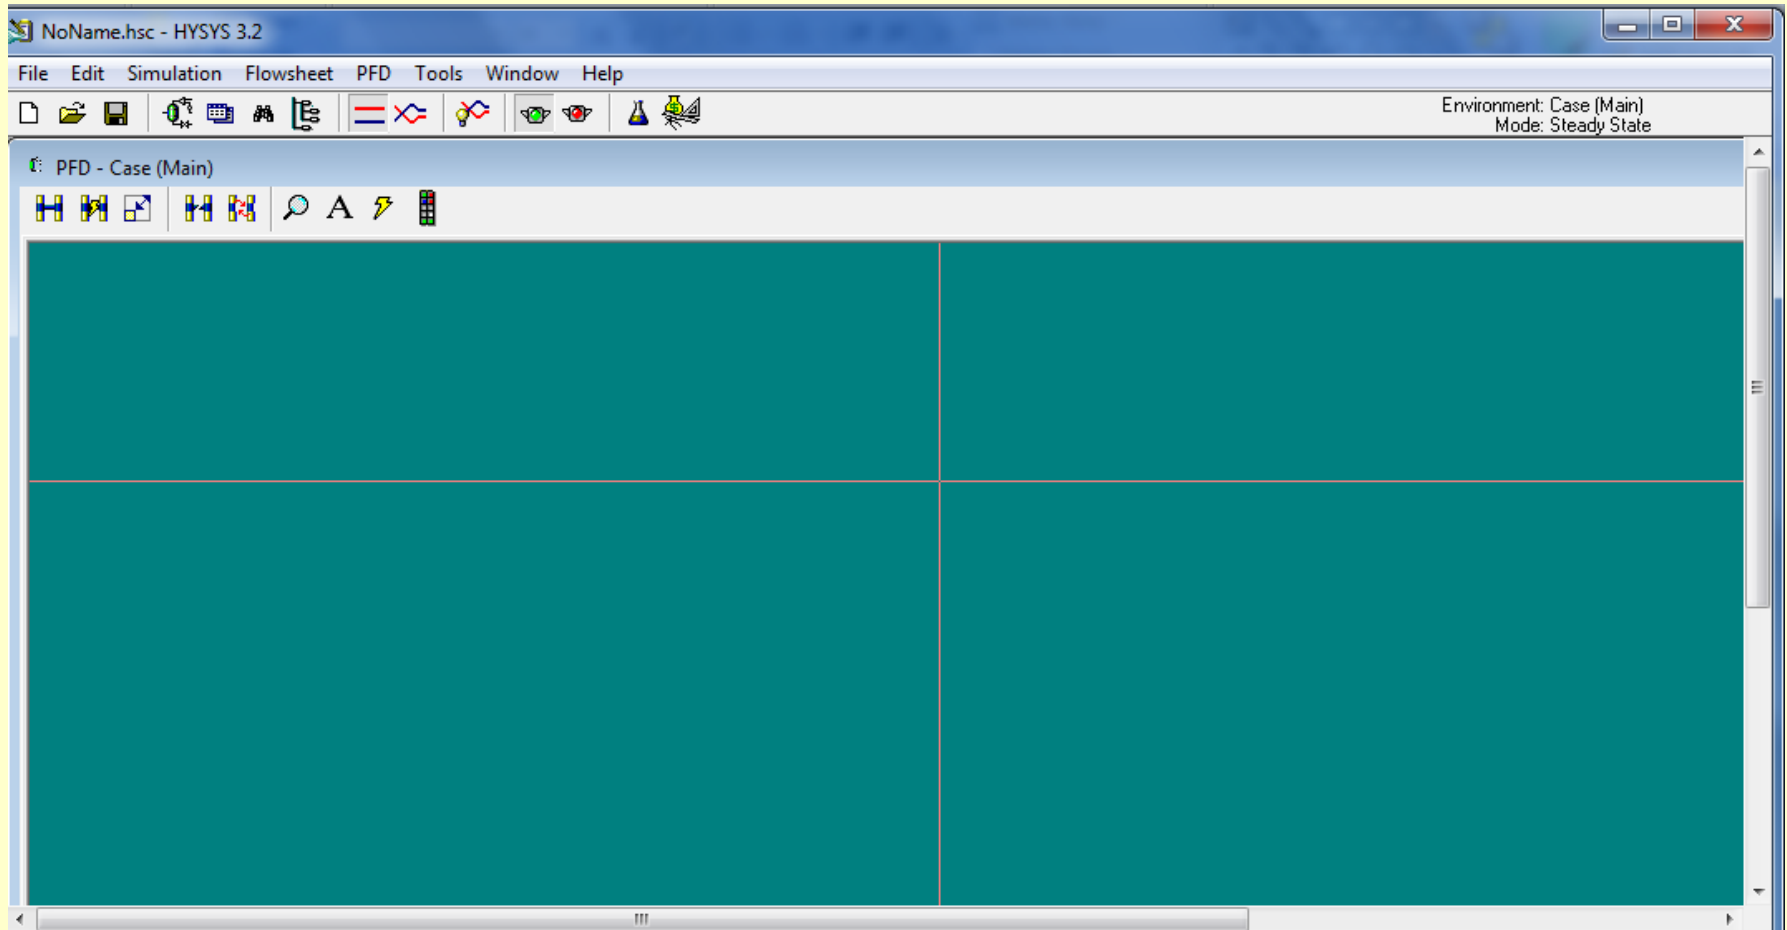 NoName.hsc - HYSYS 3.2
File Edit Simulation Flowsheet PFD Tools Window Help
Environment: Case (Main)
Mode: Steady State
PFD - Case (Main)
A